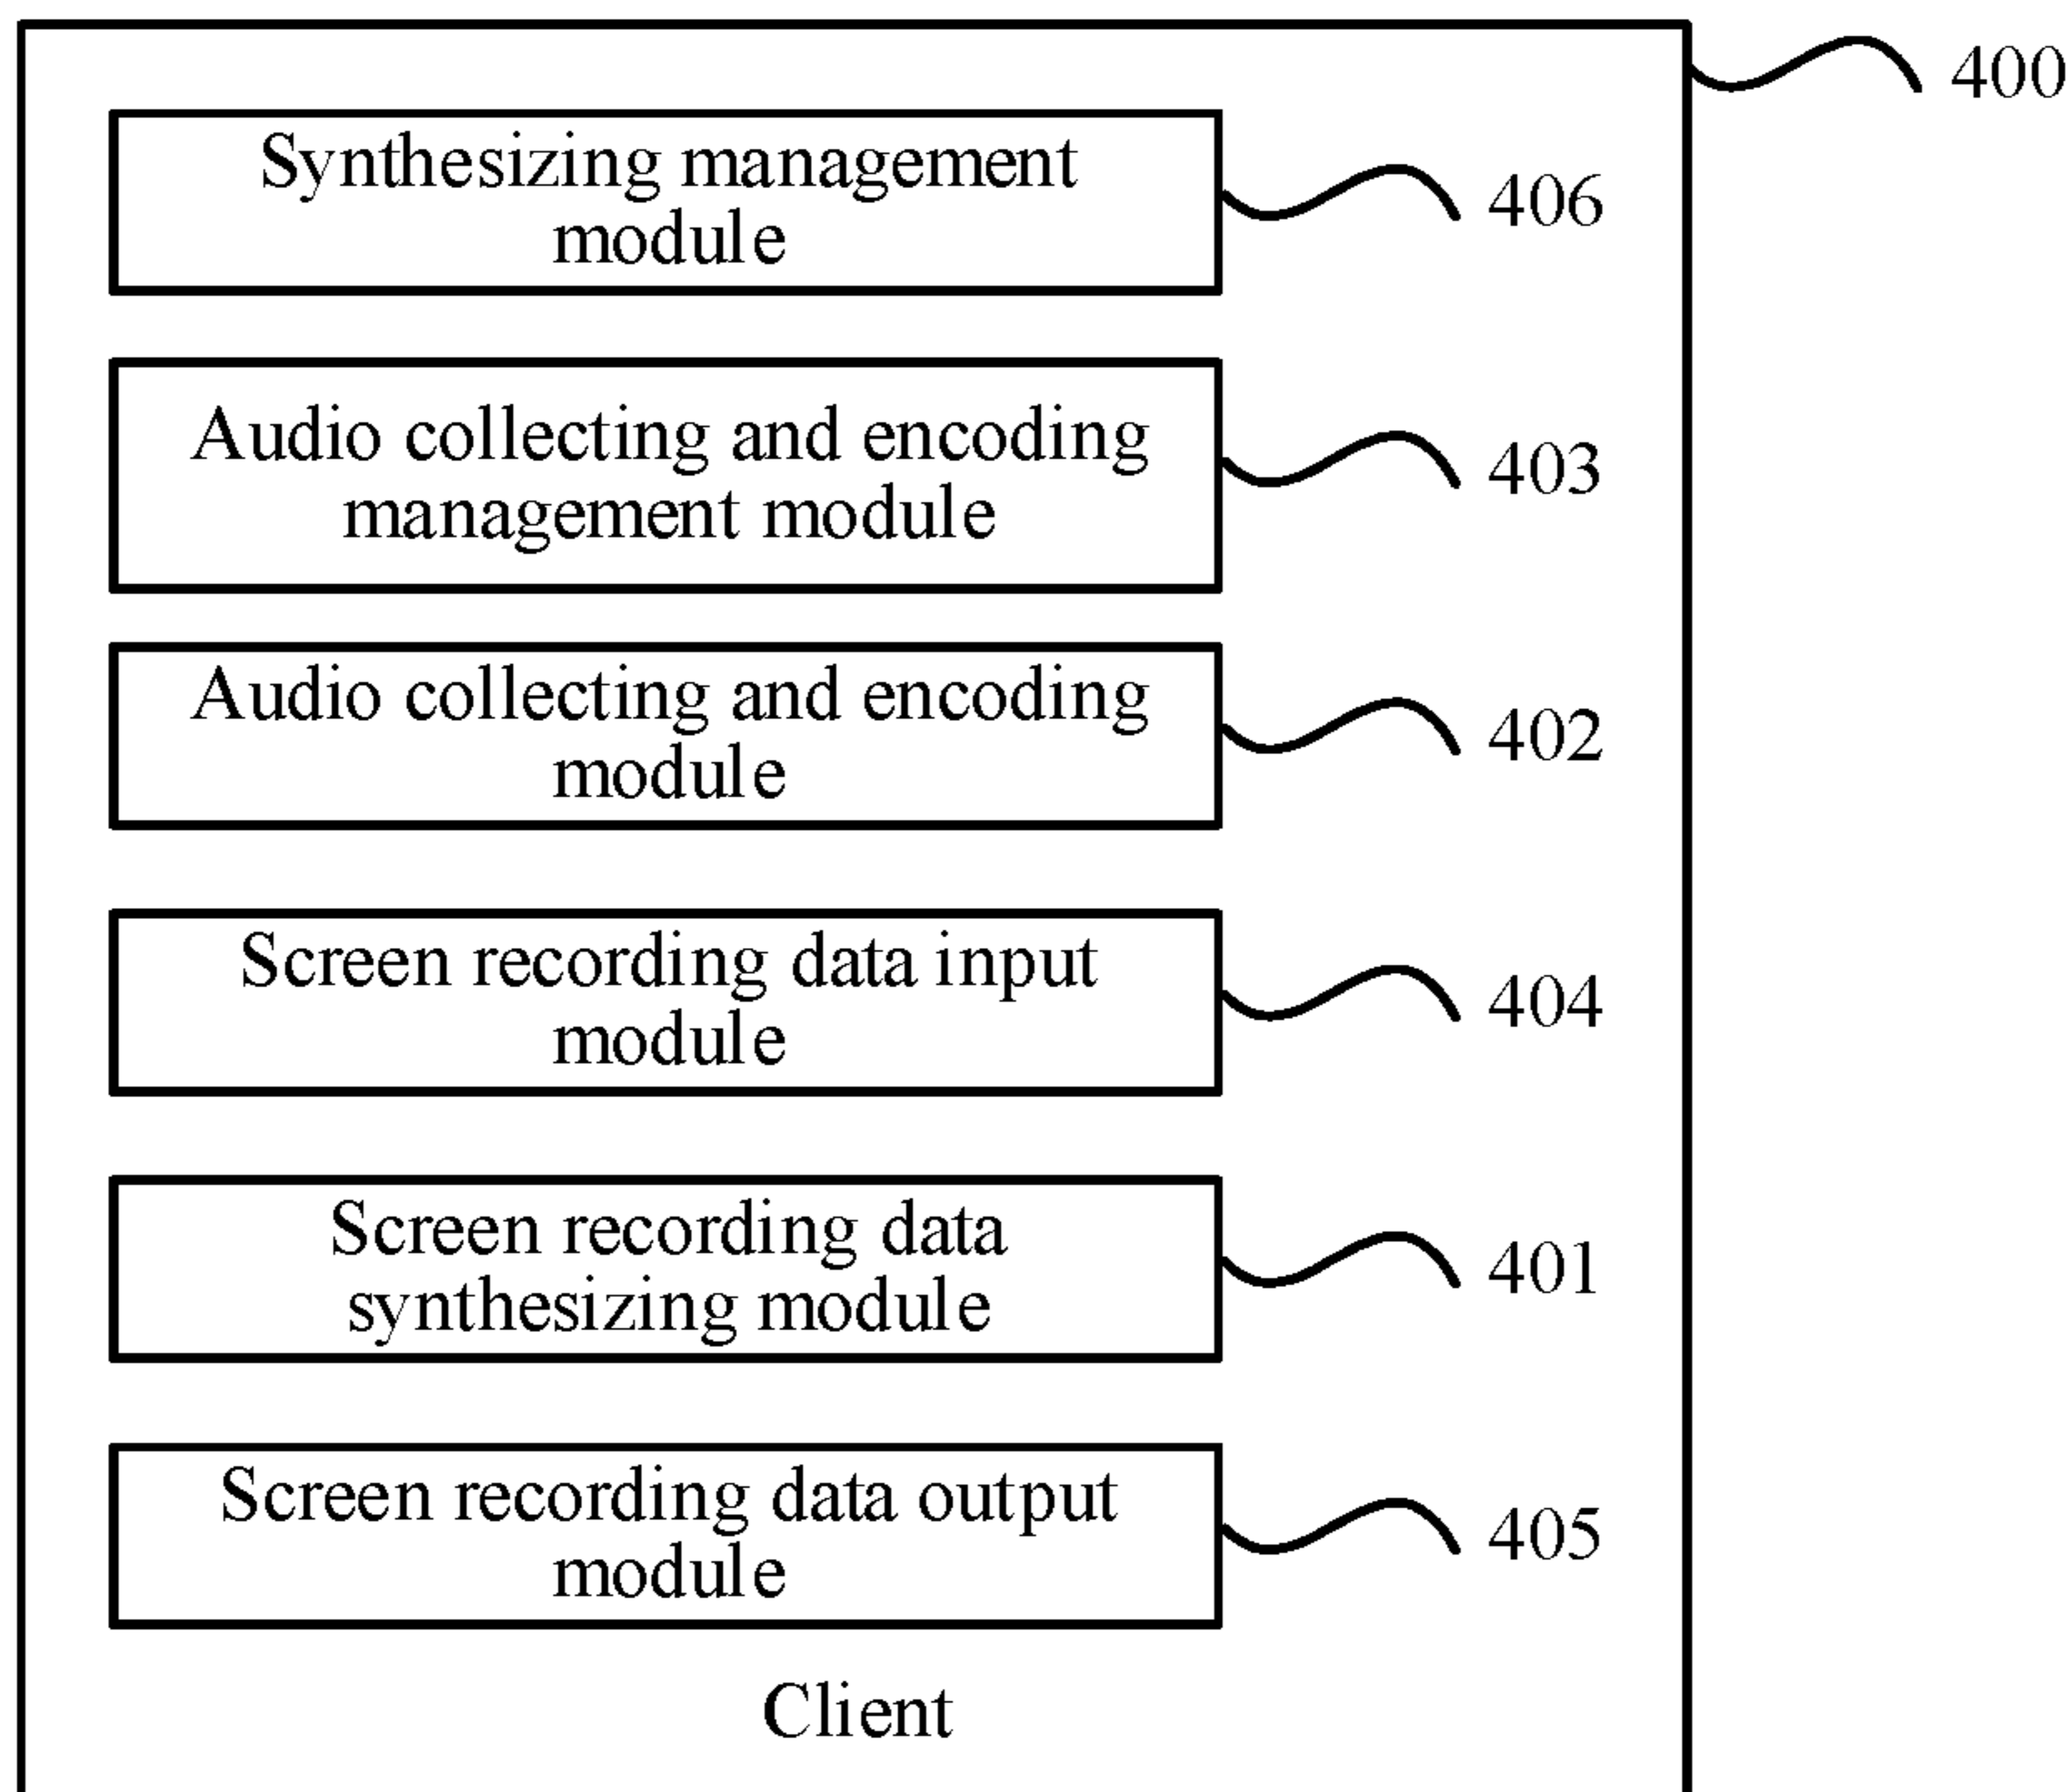 400
Synthesizing management
module
406
Audio collecting and encoding
management module
403
Audio collecting and encoding
module
402
Screen recording data input
module
404
Screen recording data
synthesizing module
401
Screen recording data output
module
405
Client